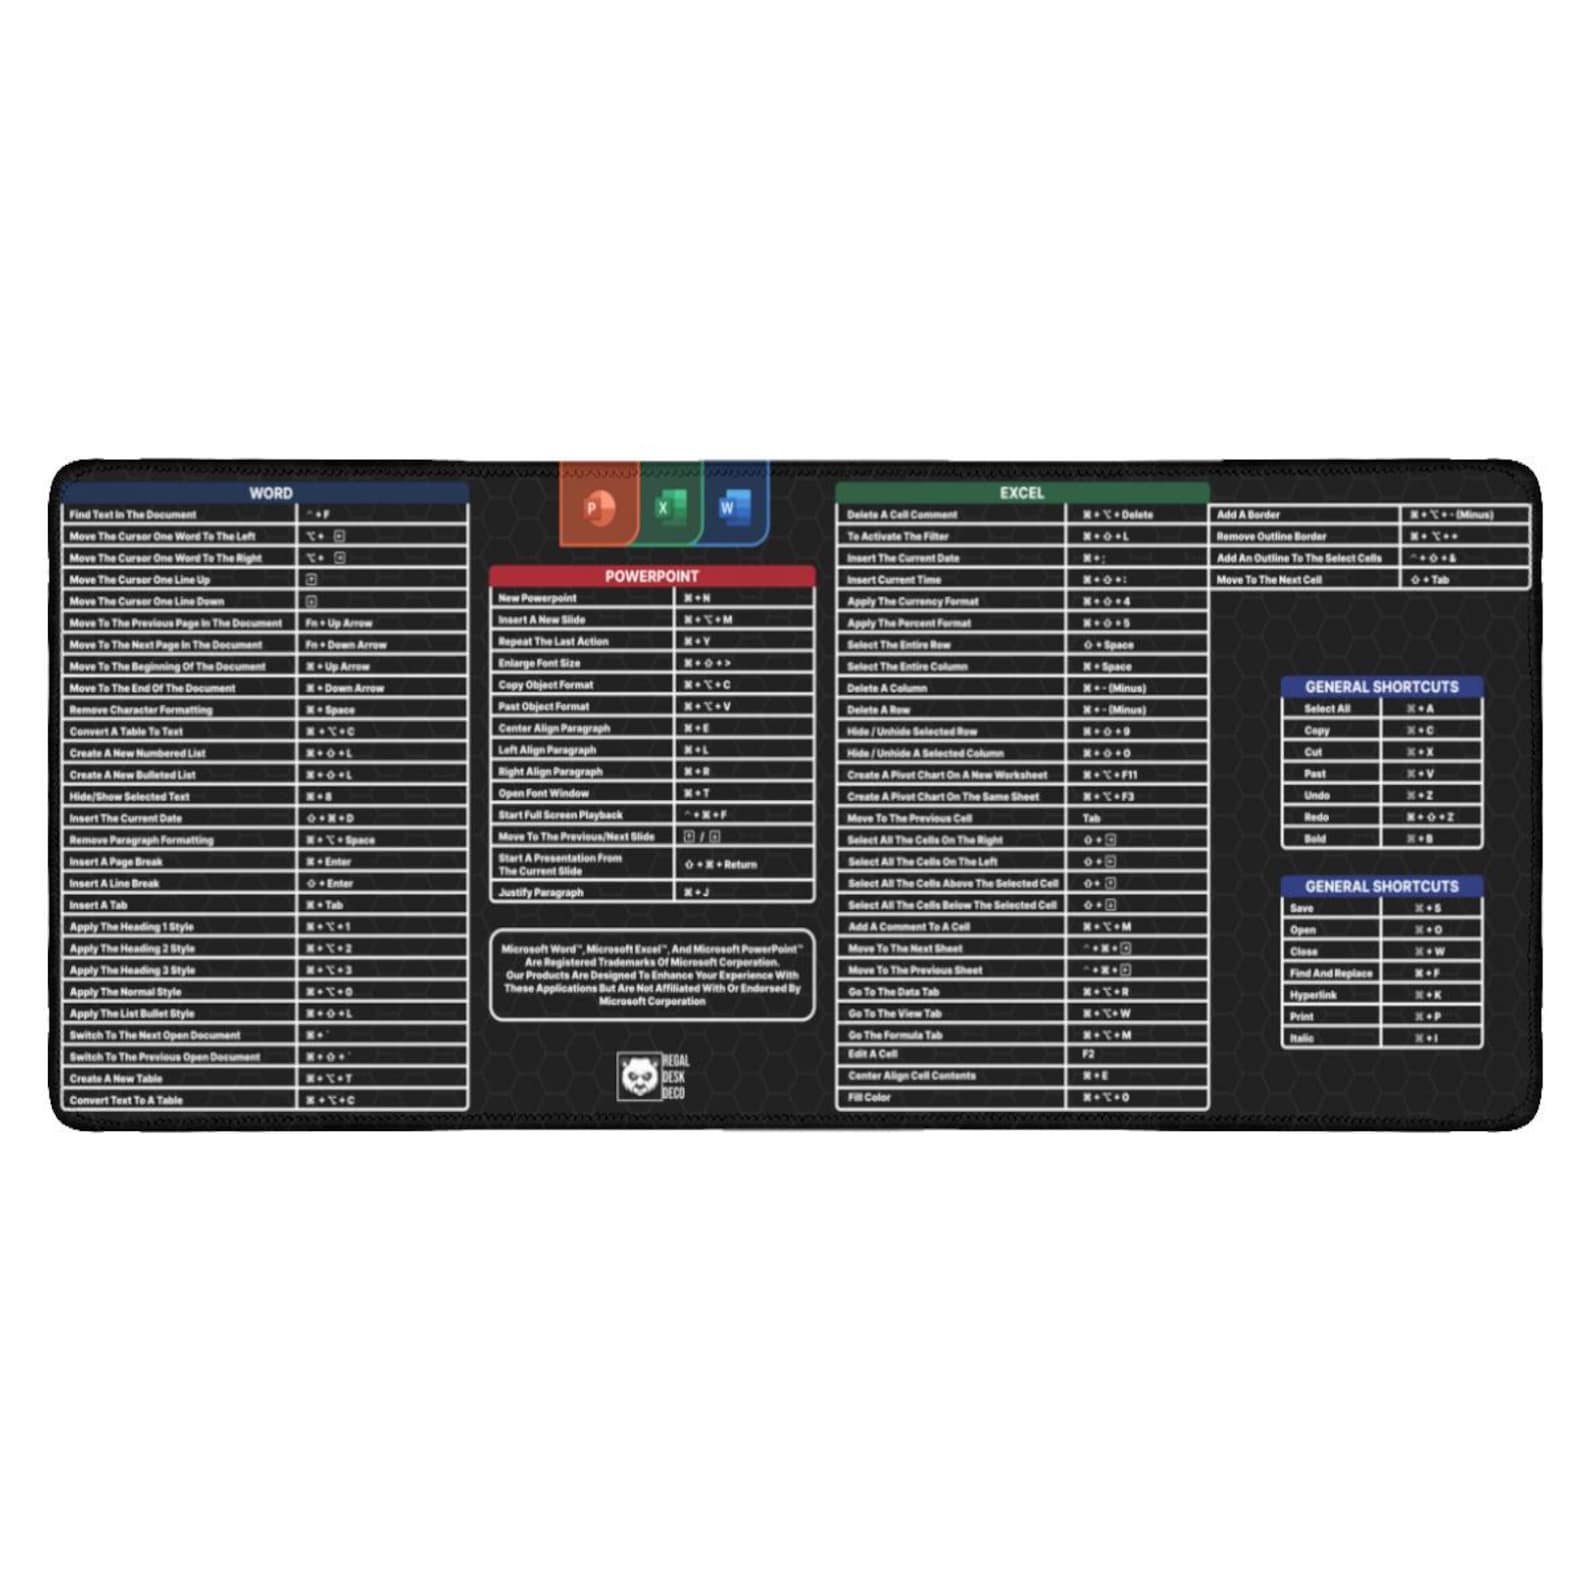 WORD
Find Text In The Document ⌃ + F
Move The Cursor One Word To The Left ⌥ +
Move The Cursor One Word To The Right ⌥ +
Move The Cursor One Line Up
Move The Cursor One Line Down
Move To The Previous Page In The Document Fn + Up Arrow
Move To The Next Page In The Document Fn + Down Arrow
Move To The Beginning Of The Document ⌘ + Up Arrow
Move To The End Of The Document ⌘ + Down Arrow
Remove Character Formatting ⌘ + Space
Convert A Table To Text ⌘ + ⌥ + C
Create A New Numbered List ⌘ + ⇧ + L
Create A New Bulleted List ⌘ + ⇧ + L
Hide/Show Selected Text ⌘ + 8
Insert The Current Date ⇧ + ⌘ + D
Remove Paragraph Formatting ⌘ + ⌥ + Space
Insert A Page Break ⌘ + Enter
Insert A Line Break ⇧ + Enter
Insert A Tab ⌘ + Tab
Apply The Heading 1 Style ⌘ + ⌥ + 1
Apply The Heading 2 Style ⌘ + ⌥ + 2
Apply The Heading 3 Style ⌘ + ⌥ + 3
Apply The Normal Style ⌘ + ⌥ + 0
Apply The List Bullet Style ⌘ + ⇧ + L
Switch To The Next Open Document ⌘ + `
Switch To The Previous Open Document ⌘ + ⇧ + `
Create A New Table ⌘ + ⌥ + T
Convert Text To A Table ⌘ + ⌥ + C
P X W
POWERPOINT
New Powerpoint ⌘ + N
Insert A New Slide ⌘ + ⌥ + M
Repeat The Last Action ⌘ + Y
Enlarge Font Size ⌘ + ⇧ + >
Copy Object Format ⌘ + ⌥ + C
Past Object Format ⌘ + ⌥ + V
Center Align Paragraph ⌘ + E
Left Align Paragraph ⌘ + L
Right Align Paragraph ⌘ + R
Open Font Window ⌘ + T
Start Full Screen Playback ⌃ + ⌘ + F
Move To The Previous/Next Slide /
Start A Presentation From
The Current Slide ⇧ + ⌘ + Return
Justify Paragraph ⌘ + J
Microsoft Word™, Microsoft Excel™, And Microsoft PowerPoint™
Are Registered Trademarks Of Microsoft Corporation.
Our Products Are Designed To Enhance Your Experience With
These Applications But Are Not Affiliated With Or Endorsed By
Microsoft Corporation
REGAL
DESK
DECO
EXCEL
Delete A Cell Comment ⌘ + ⌥ + Delete
To Activate The Filter ⌘ + ⇧ + L
Insert The Current Date ⌘ + ;
Insert Current Time ⌘ + ⇧ + :
Apply The Currency Format ⌘ + ⇧ + 4
Apply The Percent Format ⌘ + ⇧ + 5
Select The Entire Row ⇧ + Space
Select The Entire Column ⌘ + Space
Delete A Column ⌘ + - (Minus)
Delete A Row ⌘ + - (Minus)
Hide / Unhide Selected Row ⌘ + ⇧ + 9
Hide / Unhide A Selected Column ⌘ + ⇧ + 0
Create A Pivot Chart On A New Worksheet ⌘ + ⌥ + F11
Create A Pivot Chart On The Same Sheet ⌘ + ⌥ + F3
Move To The Previous Cell Tab
Select All The Cells On The Right ⇧ +
Select All The Cells On The Left ⇧ +
Select All The Cells Above The Selected Cell ⇧ +
Select All The Cells Below The Selected Cell ⇧ +
Add A Comment To A Cell ⌘ + ⌥ + M
Move To The Next Sheet ⌃ + ⌘ +
Move To The Previous Sheet ⌃ + ⌘ +
Go To The Data Tab ⌘ + ⌥ + R
Go To The View Tab ⌘ + ⌥ + W
Go The Formula Tab ⌘ + ⌥ + M
Edit A Cell F2
Center Align Cell Contents ⌘ + E
Fill Color ⌘ + ⌥ + 0
Add A Border ⌘ + ⌥ + - (Minus)
Remove Outline Border ⌘ + ⌥ + +
Add An Outline To The Select Cells ⌃ + ⇧ + &
Move To The Next Cell ⇧ + Tab
GENERAL SHORTCUTS
Select All ⌘ + A
Copy ⌘ + C
Cut ⌘ + X
Past ⌘ + V
Undo ⌘ + Z
Redo ⌘ + ⇧ + Z
Bold ⌘ + B
GENERAL SHORTCUTS
Save ⌘ + S
Open ⌘ + O
Close ⌘ + W
Find And Replace ⌘ + F
Hyperlink ⌘ + K
Print ⌘ + P
Italic ⌘ + I